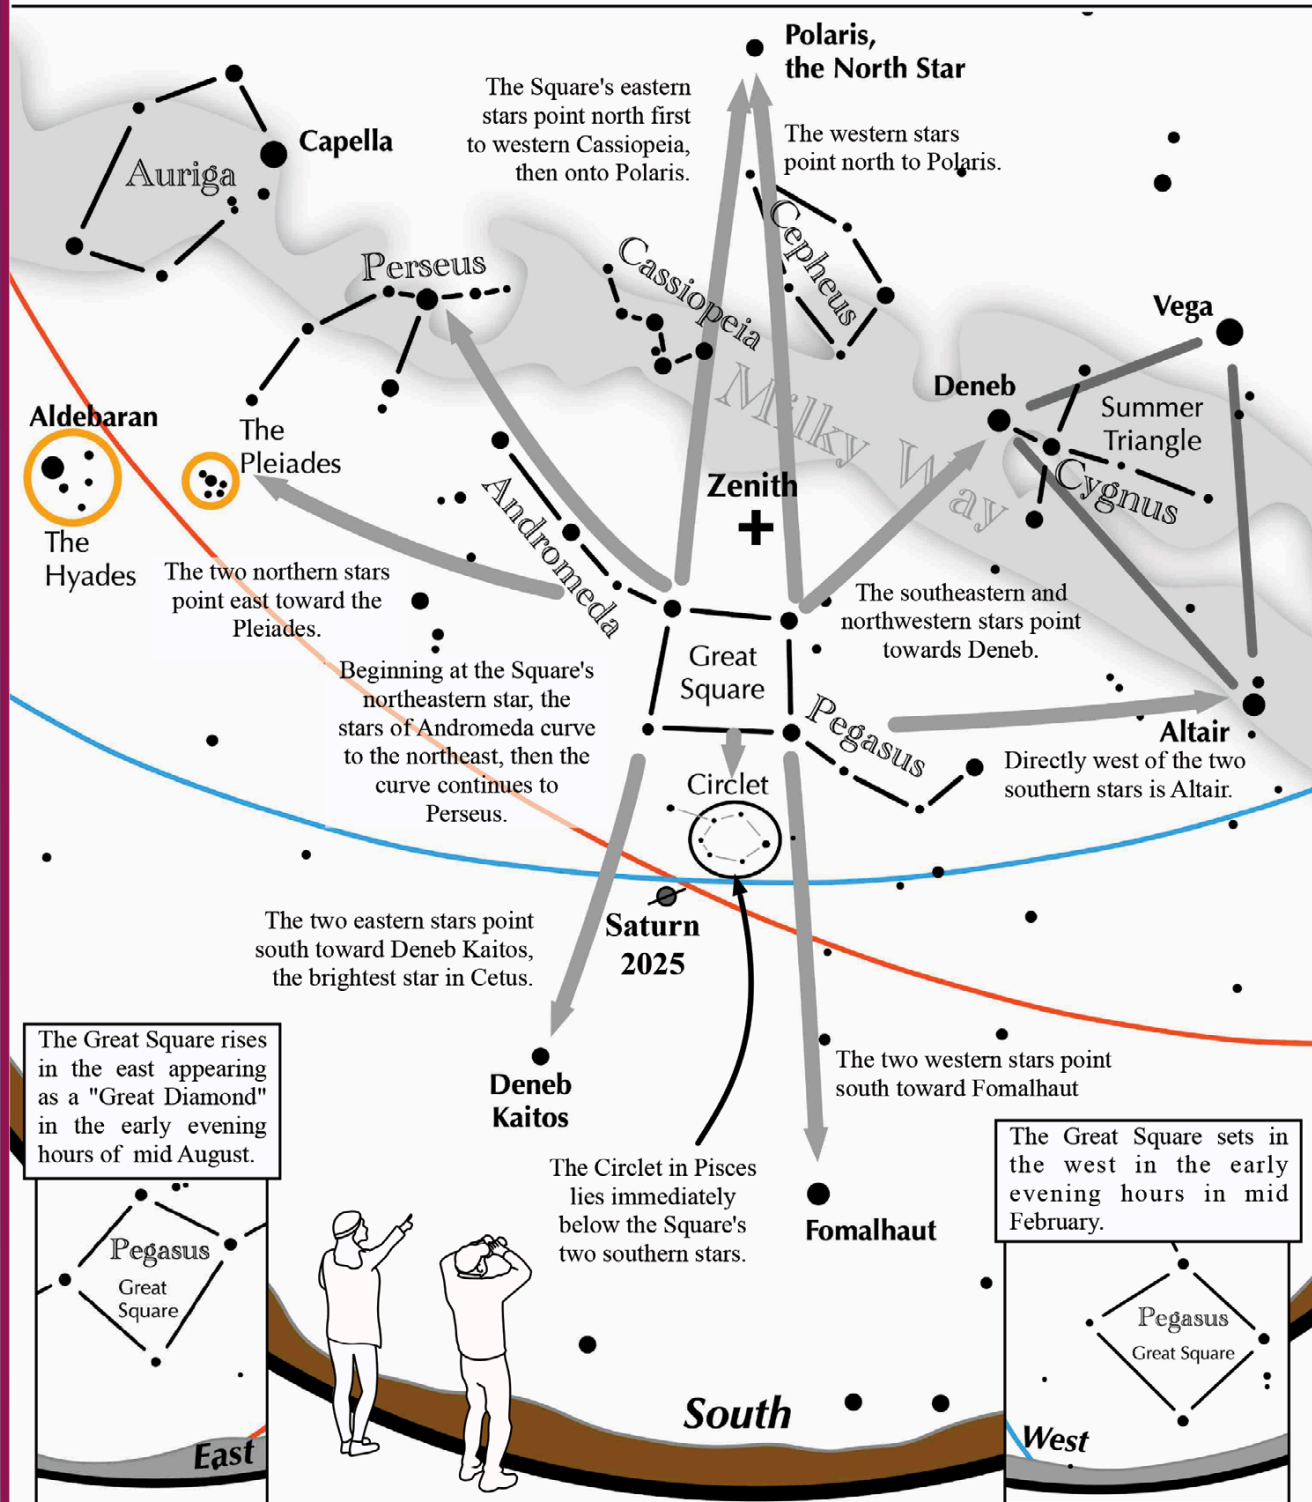 Polaris,
the North Star
The Square's eastern
stars point north first
to western Cassiopeia,
then onto Polaris.
The western stars
point north to Polaris.
Capella
Auriga
Perseus
Cassiopeia
Cepheus
Vega
Deneb
Summer
Triangle
Cygnus
Milky Way
Aldebaran
The
Pleiades
The
Hyades
Zenith
Andromeda
The two northern stars
point east toward the
Pleiades.
The southeastern and
northwestern stars point
towards Deneb.
Great
Square
Beginning at the Square's
northeastern star, the
stars of Andromeda curve
to the northeast, then the
curve continues to
Perseus.
Pegasus
Altair
Directly west of the two
southern stars is Altair.
Circlet
The two eastern stars point
south toward Deneb Kaitos,
the brightest star in Cetus.
Saturn
2025
The Great Square rises
in the east appearing
as a "Great Diamond"
in the early evening
hours of mid August.
Deneb
Kaitos
The two western stars point
south toward Fomalhaut
The Circlet in Pisces
lies immediately
below the Square's
two southern stars.
Fomalhaut
The Great Square sets in
the west in the early
evening hours in mid
February.
Pegasus
Great
Square
East
South
Pegasus
Great Square
West